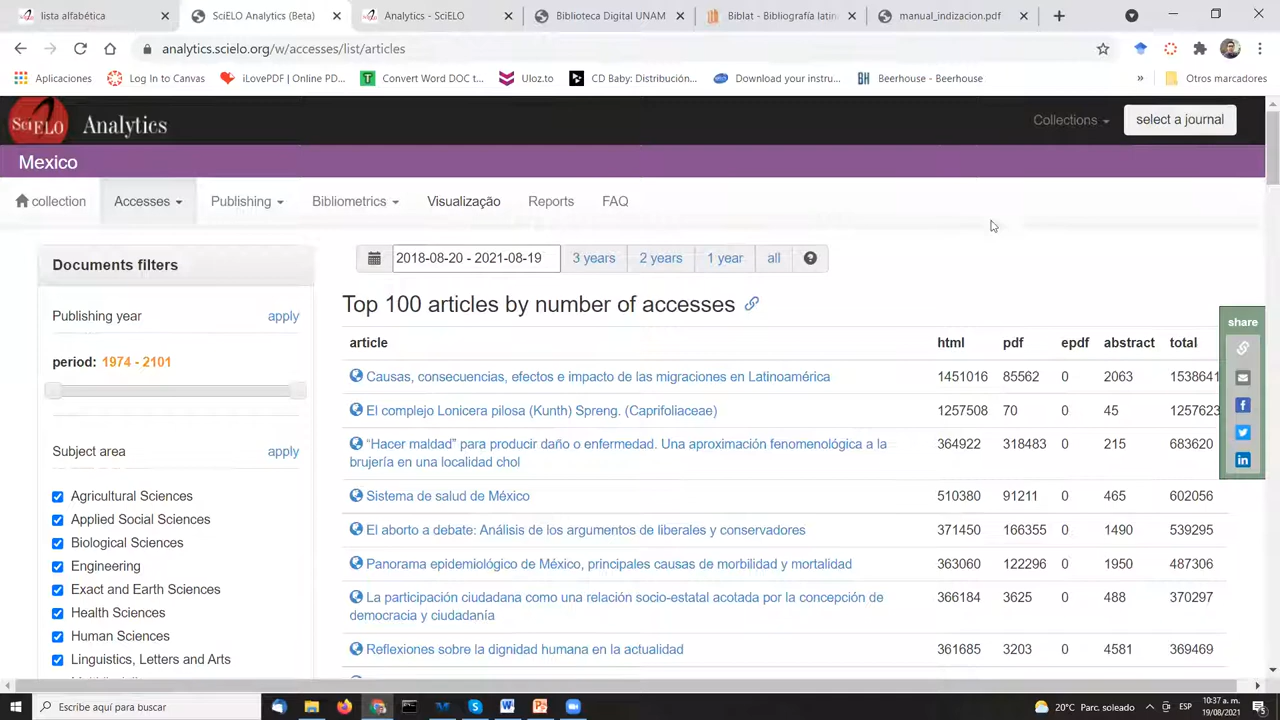 lista alfabética
SciELO Analytics (Beta)
Analytics - SciELO
Biblioteca Digital UNAM
Biblat - Bibliografía latin
manual_indizacion.pdf
analytics.scielo.org/w/accesses/list/articles
Aplicaciones
Log In to Canvas
iLovePDF | Online PD...
Convert Word DOC t...
Uloz.to
CD Baby: Distribución...
Download your instru...
Beerhouse - Beerhouse
»
Otros marcadores
SciELO Analytics
Collections
select a journal
Mexico
collection
Accesses
Publishing
Bibliometrics
Visualização
Reports
FAQ
Documents filters
Publishing year apply
period: 1974 - 2101
Subject area apply
Agricultural Sciences
Applied Social Sciences
Biological Sciences
Engineering
Exact and Earth Sciences
Health Sciences
Human Sciences
Linguistics, Letters and Arts
2018-08-20 - 2021-08-19 3 years 2 years 1 year all
Top 100 articles by number of accesses
article html pdf epdf abstract total
Causas, consecuencias, efectos e impacto de las migraciones en Latinoamérica 1451016 85562 0 2063 1538641
El complejo Lonicera pilosa (Kunth) Spreng. (Caprifoliaceae) 1257508 70 0 45 1257623
“Hacer maldad” para producir daño o enfermedad. Una aproximación fenomenológica a la 364922 318483 0 215 683620
brujería en una localidad chol
Sistema de salud de México 510380 91211 0 465 602056
El aborto a debate: Análisis de los argumentos de liberales y conservadores 371450 166355 0 1490 539295
Panorama epidemiológico de México, principales causas de morbilidad y mortalidad 363060 122296 0 1950 487306
La participación ciudadana como una relación socio-estatal acotada por la concepción de 366184 3625 0 488 370297
democracia y ciudadanía
Reflexiones sobre la dignidad humana en la actualidad 361685 3203 0 4581 369469
share
Escribe aquí para buscar
20°C Parc. soleado
ESP
10:37 a. m.
19/08/2021